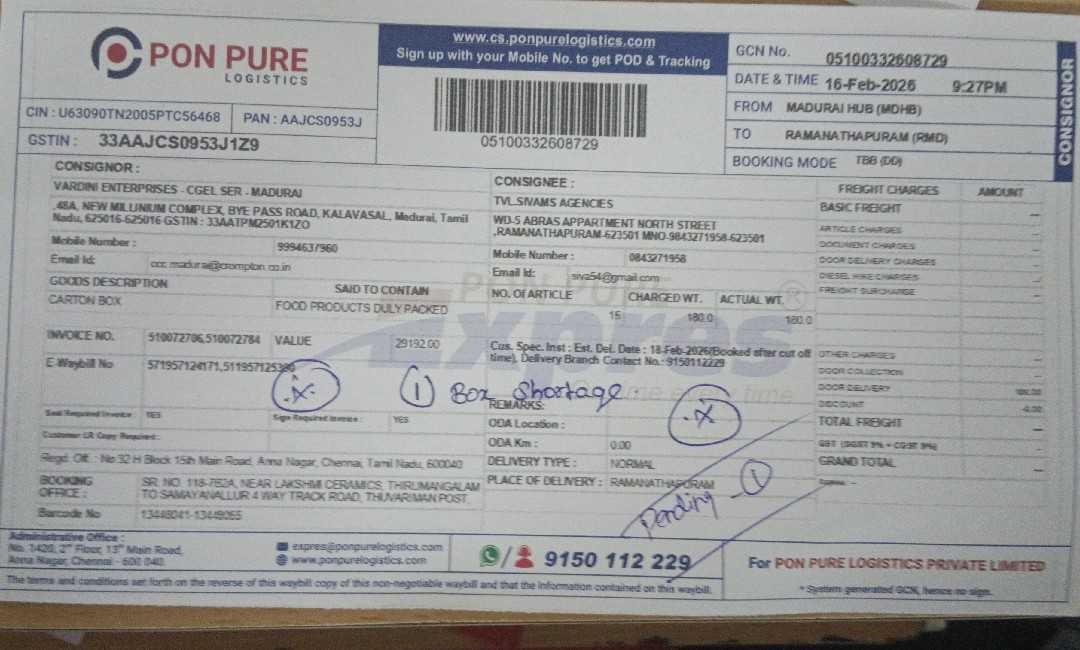 PON PURE
LOGISTICS
www.cs.ponpurelogistics.com
Sign up with your Mobile No. to get POD & Tracking
05100332608729
GCN No. 05100332608729
DATE & TIME 16-Feb-2026 9:27PM
FROM MADURAI HUB (MDHB)
TO RAMANATHAPURAM (RMD)
BOOKING MODE TBB (DD)
CONSIGNOR
CIN : U63090TN2005PTC56468 PAN : AAJCS0953J
GSTIN : 33AAJCS0953J1Z9
CONSIGNOR :
VARDINI ENTERPRISES - CGEL SER - MADURAI
,48A, NEW MILUNIUM COMPLEX, BYE PASS ROAD, KALAVASAL, Madurai, Tamil
Nadu, 625016-625016 GSTIN : 33AATPM2501K1ZO
Mobile Number : 9994637960
Email Id: ccc.madurai@crompton.co.in
GOODS DESCRIPTION SAID TO CONTAIN
CARTON BOX FOOD PRODUCTS DULY PACKED
INVOICE NO. 510072706,510072784 VALUE 29192.00
E-Waybill No 571957124171,511957125390
Seal Required Invoice : YES Sign Required Invoice : YES
Customer LR Copy Required :
Regd. Off. : No 32 H Block 15th Main Road, Anna Nagar, Chennai, Tamil Nadu, 600040
BOOKING OFFICE : SR. NO. 118-7B2A, NEAR LAKSHMI CERAMICS, THIRUMANGALAM
TO SAMAYANALLUR 4 WAY TRACK ROAD, THUVARIMAN POST,
Barcode No 13448041-13449055
CONSIGNEE :
TVL.SIVAMS AGENCIES
WD-5 ABRAS APPARTMENT NORTH STREET
,RAMANATHAPURAM-623501 MNO-9843271958-623501
Mobile Number : 0843271958
Email Id: siva54@gmail.com
NO. OF ARTICLE CHARGED WT. ACTUAL WT.
15 180.0 180.0
Cus. Spec. Inst : Est. Del. Date : 18-Feb-2026(Booked after cut off
time), Delivery Branch Contact No.: 9150112229
X
① Box Shortage
X
REMARKS:
ODA Location :
ODA Km : 0.00
DELIVERY TYPE : NORMAL
PLACE OF DELIVERY : RAMANATHAPURAM
Pending - ①
FREIGHT CHARGES AMOUNT
BASIC FREIGHT
ARTICLE CHARGES
DOCUMENT CHARGES
DOOR DELIVERY CHARGES
DIESEL HIKE CHARGES
FREIGHT SURCHARGE
OTHER CHARGES
DOOR COLLECTION
DOOR DELIVERY
DISCOUNT
TOTAL FREIGHT
GRAND TOTAL
PON PURE
Expres
Administrative Office :
No. 1420, 2nd Floor, 13th Main Road,
Anna Nagar, Chennai - 600 040.
expres@ponpurelogistics.com
www.ponpurelogistics.com
9150 112 229
For PON PURE LOGISTICS PRIVATE LIMITED
* System generated GCN, hence no sign.
The terms and conditions set forth on the reverse of this waybill copy of this non-negotiable waybill and that the information contained on this waybill.